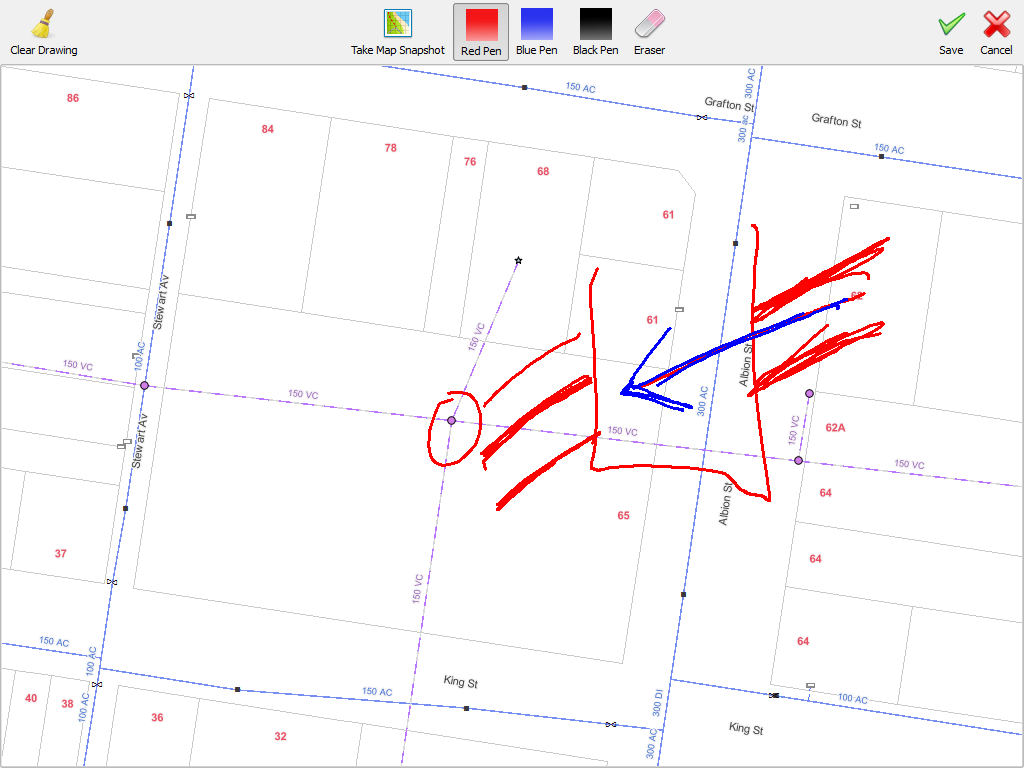 Clear Drawing
Take Map Snapshot
Red Pen
Blue Pen
Black Pen
Eraser
Save
Cancel
86
84
78
76
68
61
61
65
62A
64
64
64
37
40
38
36
32
150 AC
300 AC
300 ac
Grafton St
Grafton St
150 AC
Stewart Av
100 AC
Stewart Av
150 VC
150 VC
150 VC
150 VC
150 VC
150 VC
150 VC
Albion St
300 AC
Albion St
150 AC
100 AC
100 AC
150 AC
King St
300 DI
300 AC
King St
100 AC